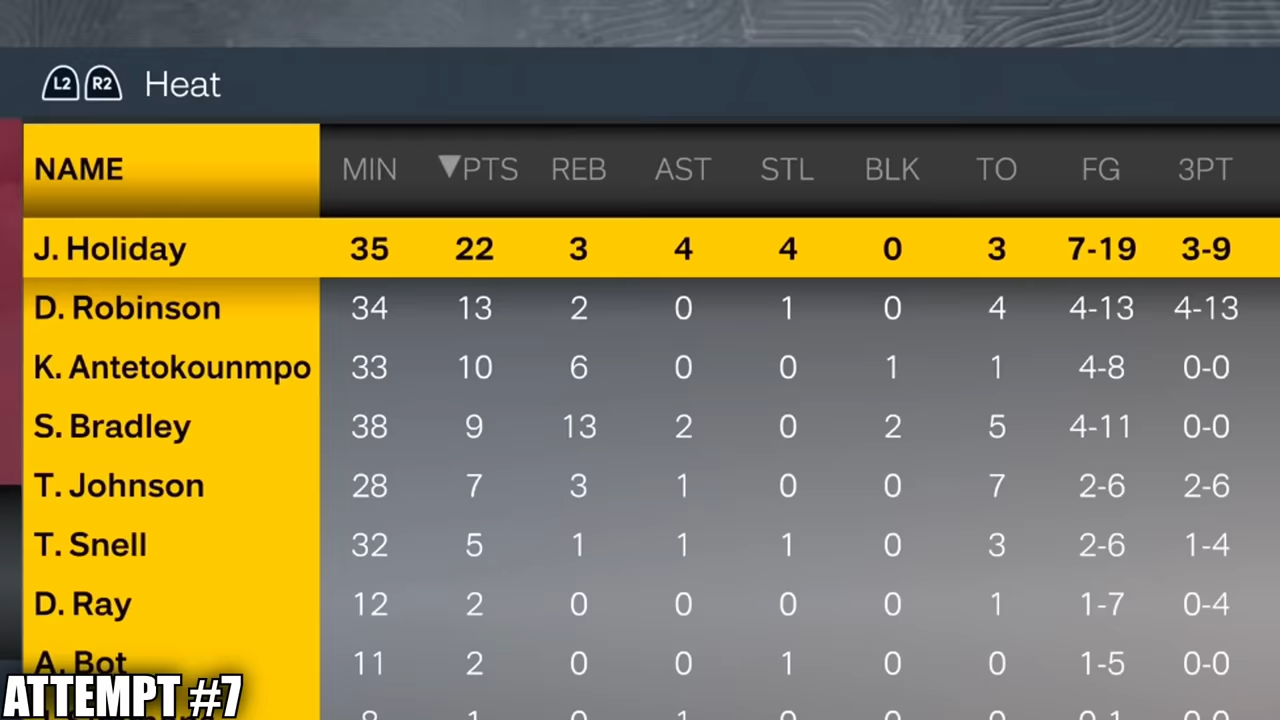 L2 R2 Heat
NAME MIN ▼PTS REB AST STL BLK TO FG 3PT
J. Holiday 35 22 3 4 4 0 3 7-19 3-9
D. Robinson 34 13 2 0 1 0 4 4-13 4-13
K. Antetokounmpo 33 10 6 0 0 1 1 4-8 0-0
S. Bradley 38 9 13 2 0 2 5 4-11 0-0
T. Johnson 28 7 3 1 0 0 7 2-6 2-6
T. Snell 32 5 1 1 1 0 3 2-6 1-4
D. Ray 12 2 0 0 0 0 1 1-7 0-4
A. Bot 11 2 0 0 1 0 0 1-5 0-0
ATTEMPT #7